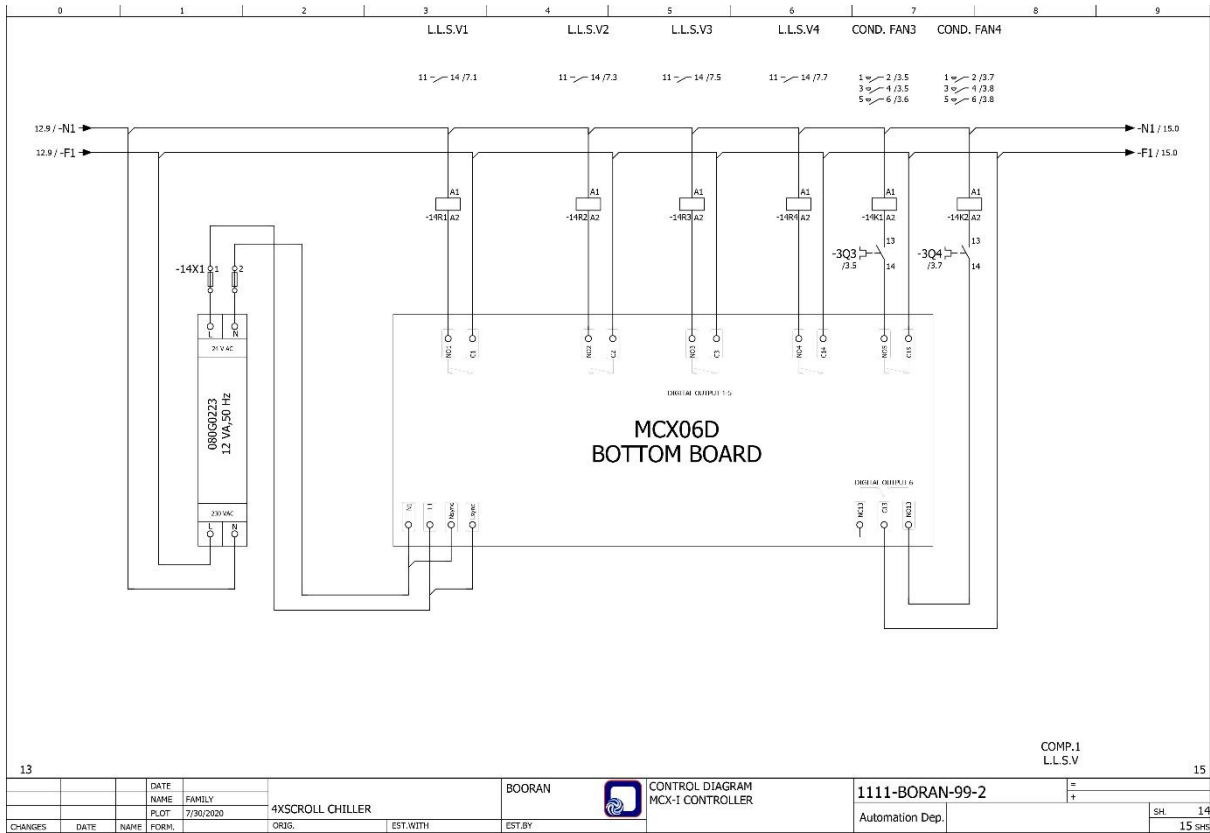 0 1 2 3 4 5 6 7 8 9
L.L.S.V1 L.L.S.V2 L.L.S.V3 L.L.S.V4 COND. FAN3 COND. FAN4
11 14 /7.1 11 14 /7.3 11 14 /7.5 11 14 /7.7 1 2 /3.5 1 2 /3.7
3 4 /3.5 3 4 /3.8
5 6 /3.6 5 6 /3.8
12.9 / -N1 -N1 / 15.0
12.9 / -F1 -F1 / 15.0
A1 A1 A1 A1 A1 A1
-14R1 A2 -14R2 A2 -14R3 A2 -14R4 A2 -14K1 A2 -14K2 A2
13 13
-3Q3 -3Q4
/3.5 14 /3.7 14
-14X1 1 2
L N
24 V AC
NO1 C1 NO2 C2 NO3 C3 NO4 C14 NO5 C15
DIGITAL OUTPUT 1-5
080G0223
12 VA,50 Hz
MCX06D
BOTTOM BOARD
DIGITAL OUTPUT 6
230 VAC
L N
N1 Nsync Lsync NC13 C13 NO13
COMP.1
L.L.S.V
13 15
DATE
NAME FAMILY
PLOT 7/30/2020
CHANGES DATE NAME FORM.
4XSCROLL CHILLER
ORIG. EST.WITH EST.BY
BOORAN
CONTROL DIAGRAM
MCX-I CONTROLLER
1111-BORAN-99-2
Automation Dep.
=
+
SH. 14
15 SHS